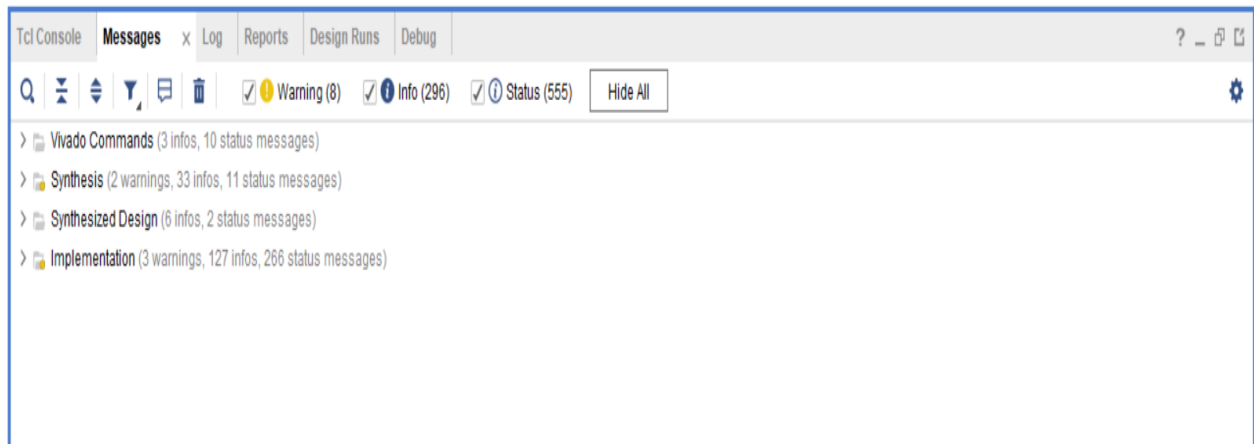 Tcl Console Messages x Log Reports Design Runs Debug ?
Warning (8) Info (296) Status (555) Hide All
Vivado Commands (3 infos, 10 status messages)
Synthesis (2 warnings, 33 infos, 11 status messages)
Synthesized Design (6 infos, 2 status messages)
Implementation (3 warnings, 127 infos, 266 status messages)